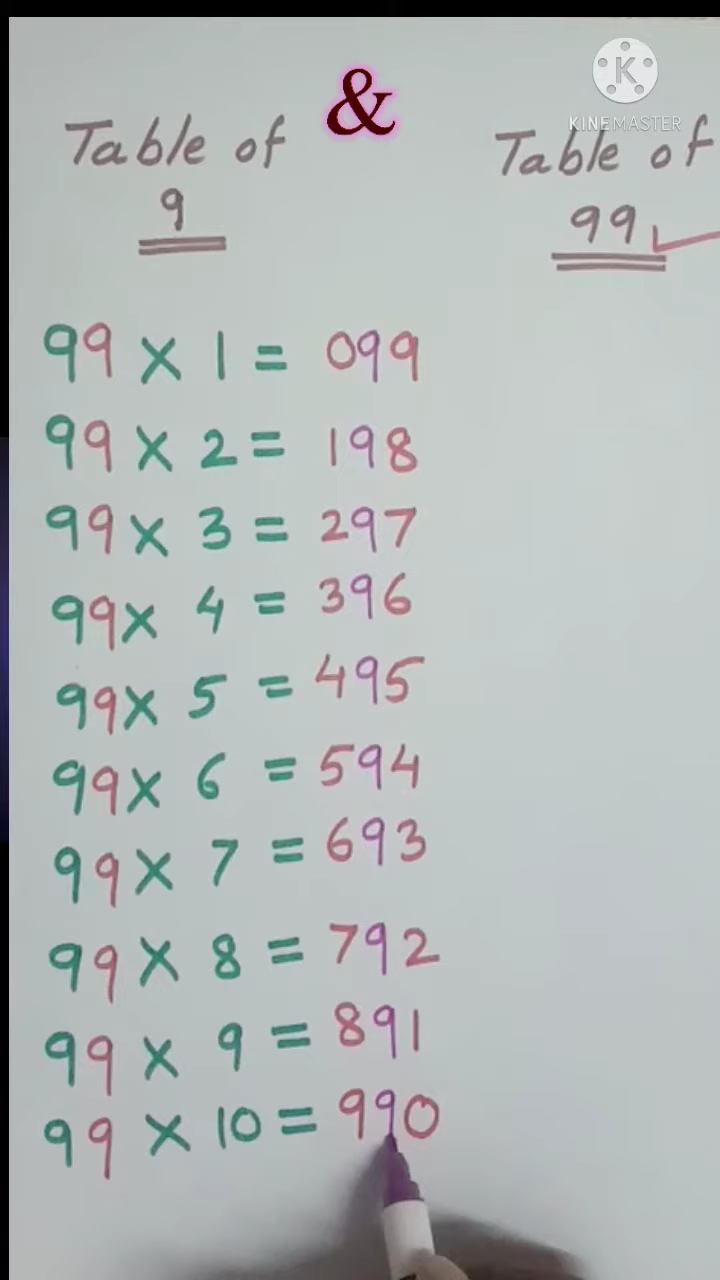 &
KINEMASTER
Table of
9
Table of
99
99 × 1 = 099
99 × 2 = 198
99 × 3 = 297
99 × 4 = 396
99 × 5 = 495
99 × 6 = 594
99 × 7 = 693
99 × 8 = 792
99 × 9 = 891
99 × 10 = 990